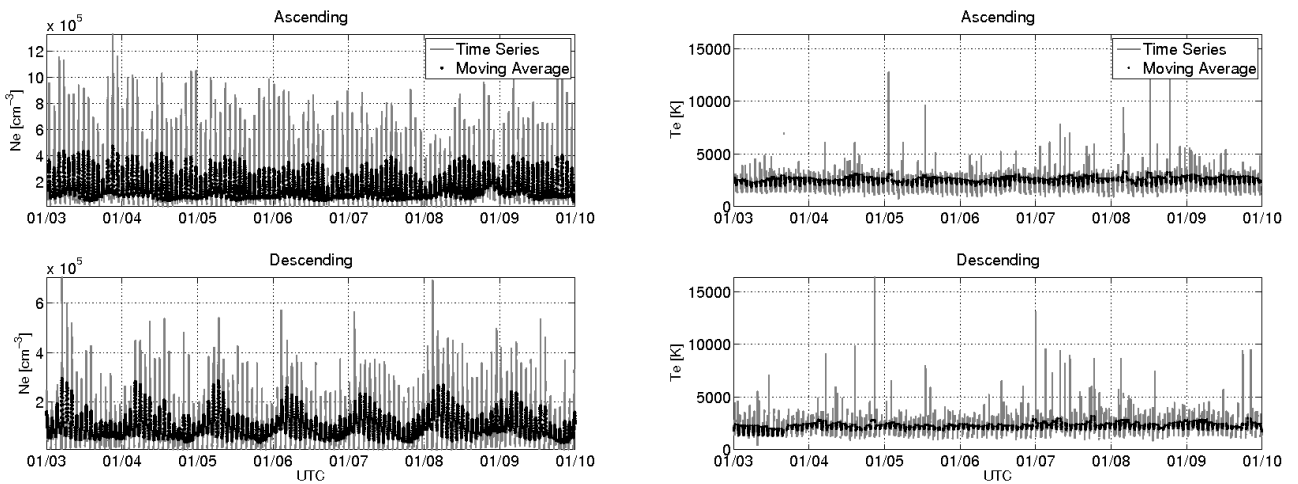 Ascending
x 10⁵
Ne [cm⁻³]
12
10
8
6
4
2
Time Series
Moving Average
01/03 01/04 01/05 01/06 01/07 01/08 01/09 01/10
Ascending
Te [K]
15000
10000
5000
0
Time Series
Moving Average
01/03 01/04 01/05 01/06 01/07 01/08 01/09 01/10
Descending
x 10⁵
Ne [cm⁻³]
6
4
2
01/03 01/04 01/05 01/06 01/07 01/08 01/09 01/10
UTC
Descending
Te [K]
15000
10000
5000
0
01/03 01/04 01/05 01/06 01/07 01/08 01/09 01/10
UTC